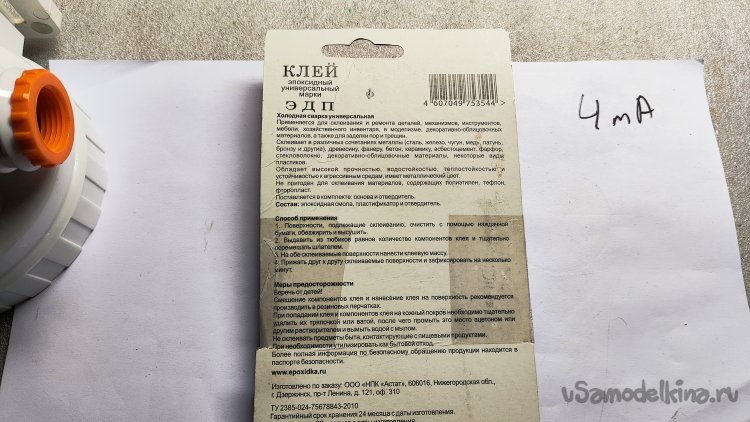 КЛЕЙ
эпоксидный
универсальный
марки
ЭДП
4 607049 753544 >
4 mA
Холодная сварка универсальная
Применяется для склеивания и ремонта деталей, механизмов, инструментов,
мебели, хозяйственного инвентаря, в моделизме, декоративно-облицовочных
материалов, а также для заделки пор и трещин.
Склеивает в различных сочетаниях металлы (сталь, железо, чугун, медь, латунь,
бронзу и другие), древесину, фанеру, бетон, керамику, асбестоцемент, фарфор,
стекловолокно, декоративно-облицовочные материалы, некоторые виды
пластиков.
Обладает высокой прочностью, водостойкостью, теплостойкостью и
устойчивостью к агрессивным средам, имеет металлический цвет.
Не пригоден для склеивания материалов, содержащих полиэтилен, тефлон,
фторопласт.
Поставляется в комплекте: основа и отвердитель.
Состав: эпоксидная смола, пластификатор и отвердитель.
Способ применения
1. Поверхности, подлежащие склеиванию, очистить с помощью наждачной
бумаги, обезжирить и высушить.
2. Выдавить из тюбиков равное количество компонентов клея и тщательно
перемешать шпателем.
3. На обе склеиваемые поверхности нанести клеевую массу.
4. Прижать друг к другу склеиваемые поверхности и зафиксировать на несколько
минут.
Меры предосторожности
Беречь от детей!
Смешение компонентов клея и нанесение клея на поверхность рекомендуется
производить в резиновых перчатках.
При попадании клея и компонентов клея на кожный покров необходимо тщательно
удалить их тряпочкой или ватой, после чего промыть это место ацетоном или
другим растворителем и вымыть водой с мылом.
Не склеивать предметы быта, контактирующие с пищевыми продуктами.
При необходимости утилизировать как бытовой отход.
Более полная информация по безопасному обращению продукции находится в
паспорте безопасности.
www.epoxidka.ru
Изготовлено по заказу: ООО «НПК «Астат», 606016, Нижегородская обл.,
г. Дзержинск, пр-т Ленина, д. 121, оф. 310
ТУ 2385-024-75678843-2010
Гарантийный срок хранения 24 месяца с даты изготовления.
vSamodelkina.ru